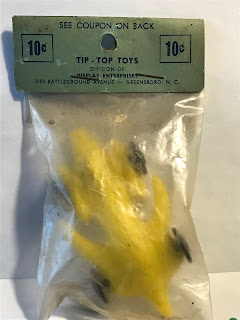 SEE COUPON ON BACK
10¢ 10¢
TIP-TOP TOYS
DIVISION OF
DISPLAY ENTERPRISES
BATTLEGROUND AVENUE — GREENSBORO, N. C.